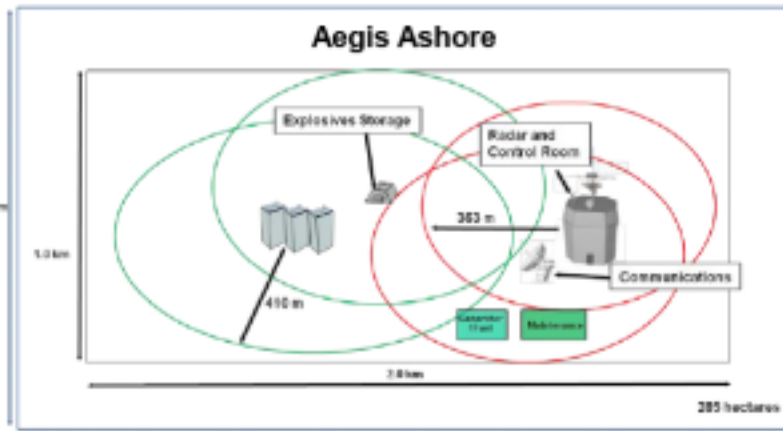 Aegis Ashore
Explosives Storage
Radar and
Control Room
363 m
Communications
410 m
Maintenance
285 hectares